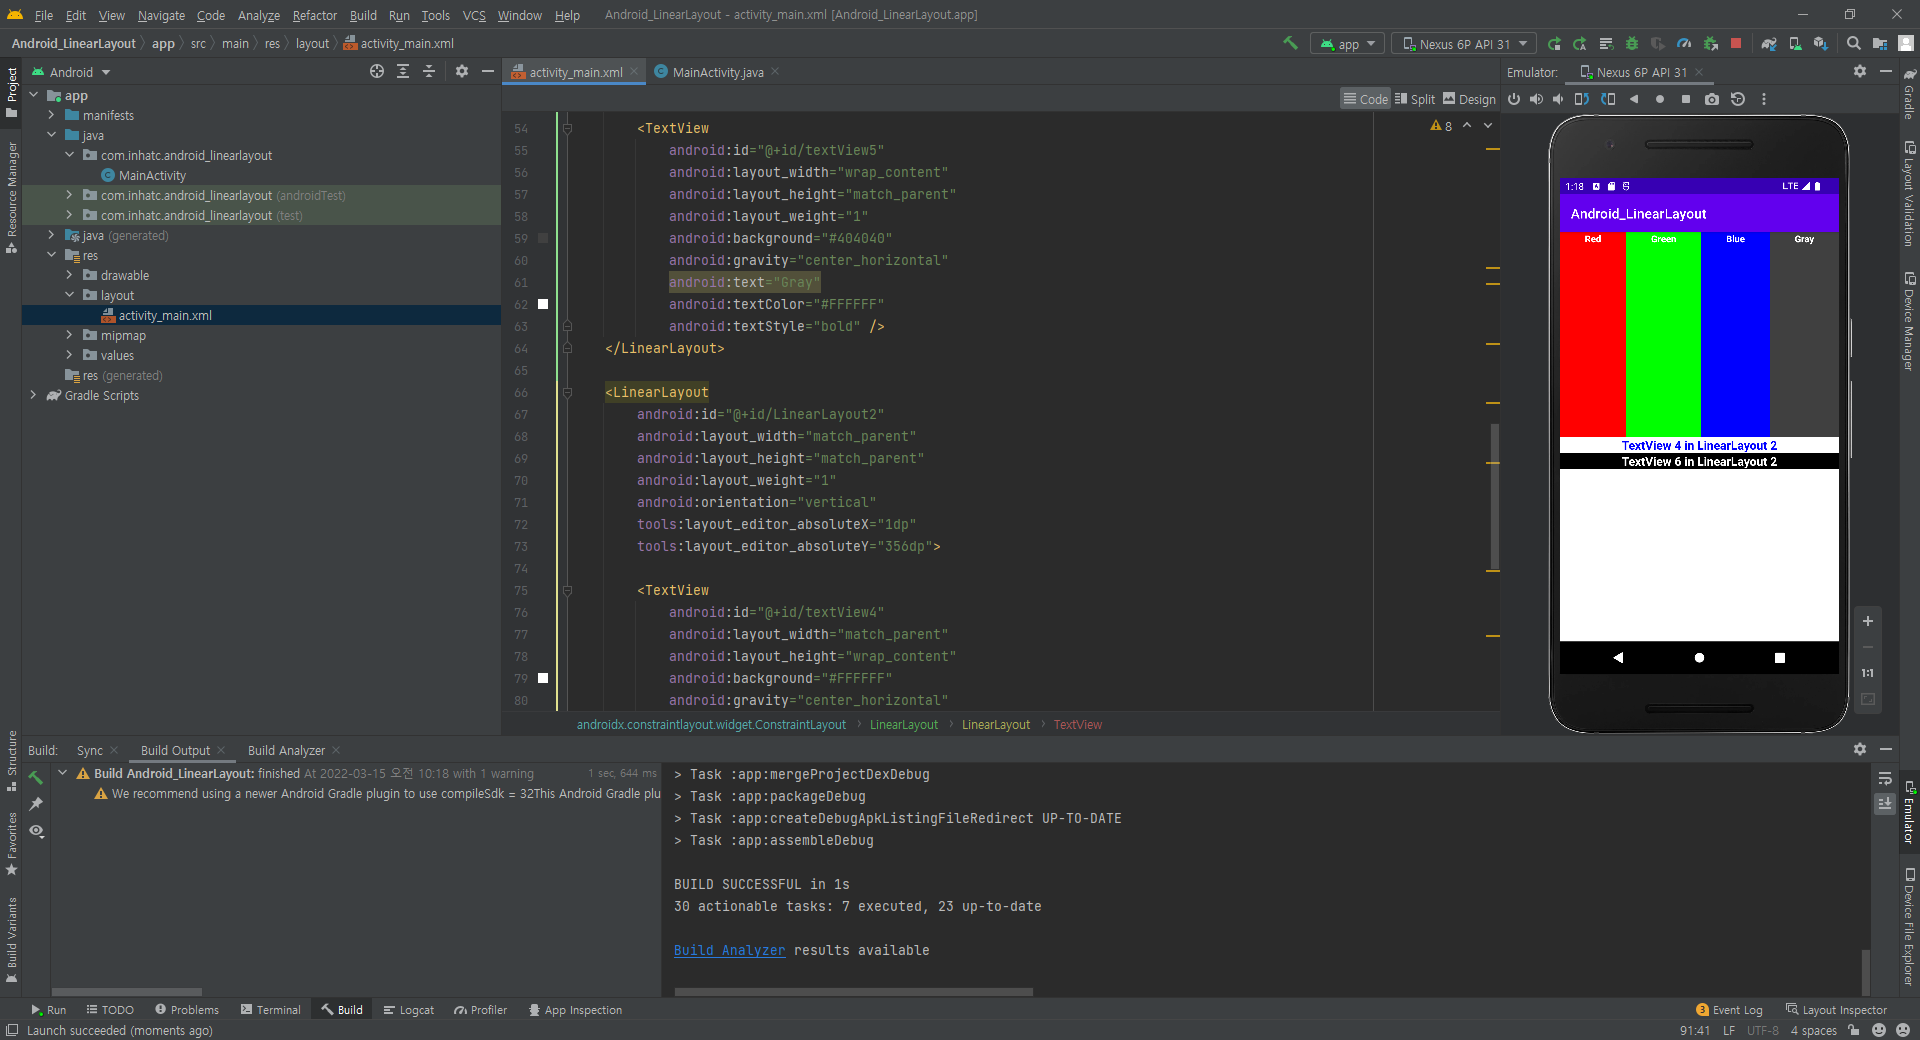 File Edit View Navigate Code Analyze Refactor Build Run Tools VCS Window Help Android_LinearLayout - activity_main.xml [Android_LinearLayout.app]
Android_LinearLayout app src main res layout activity_main.xml app Nexus 6P API 31
Android activity_main.xml MainActivity.java Emulator: Nexus 6P API 31
Code Split Design
app
manifests
java
com.inhatc.android_linearlayout
MainActivity
com.inhatc.android_linearlayout (androidTest)
com.inhatc.android_linearlayout (test)
java (generated)
res
drawable
layout
activity_main.xml
mipmap
values
res (generated)
Gradle Scripts
Project
Resource Manager
Structure
Favorites
Build Variants
8
54 <TextView
55 android:id="@+id/textView5"
56 android:layout_width="wrap_content"
57 android:layout_height="match_parent"
58 android:layout_weight="1"
59 android:background="#404040"
60 android:gravity="center_horizontal"
61 android:text="Gray"
62 android:textColor="#FFFFFF"
63 android:textStyle="bold" />
64 </LinearLayout>
65
66 <LinearLayout
67 android:id="@+id/LinearLayout2"
68 android:layout_width="match_parent"
69 android:layout_height="match_parent"
70 android:layout_weight="1"
71 android:orientation="vertical"
72 tools:layout_editor_absoluteX="1dp"
73 tools:layout_editor_absoluteY="356dp">
74
75 <TextView
76 android:id="@+id/textView4"
77 android:layout_width="match_parent"
78 android:layout_height="wrap_content"
79 android:background="#FFFFFF"
80 android:gravity="center_horizontal"
androidx.constraintlayout.widget.ConstraintLayout LinearLayout LinearLayout TextView
1:18 LTE
Android_LinearLayout
Red Green Blue Gray
TextView 4 in LinearLayout 2
TextView 6 in LinearLayout 2
1:1
Gradle
Layout Validation
Device Manager
Emulator
Device File Explorer
Build: Sync Build Output Build Analyzer
Build Android_LinearLayout: finished At 2022-03-15 오전 10:18 with 1 warning 1 sec, 644 ms
We recommend using a newer Android Gradle plugin to use compileSdk = 32This Android Gradle plu
> Task :app:mergeProjectDexDebug
> Task :app:packageDebug
> Task :app:createDebugApkListingFileRedirect UP-TO-DATE
> Task :app:assembleDebug
BUILD SUCCESSFUL in 1s
30 actionable tasks: 7 executed, 23 up-to-date
Build Analyzer results available
Run TODO Problems Terminal Build Logcat Profiler App Inspection 3 Event Log Layout Inspector
Launch succeeded (moments ago) 91:41 LF UTF-8 4 spaces